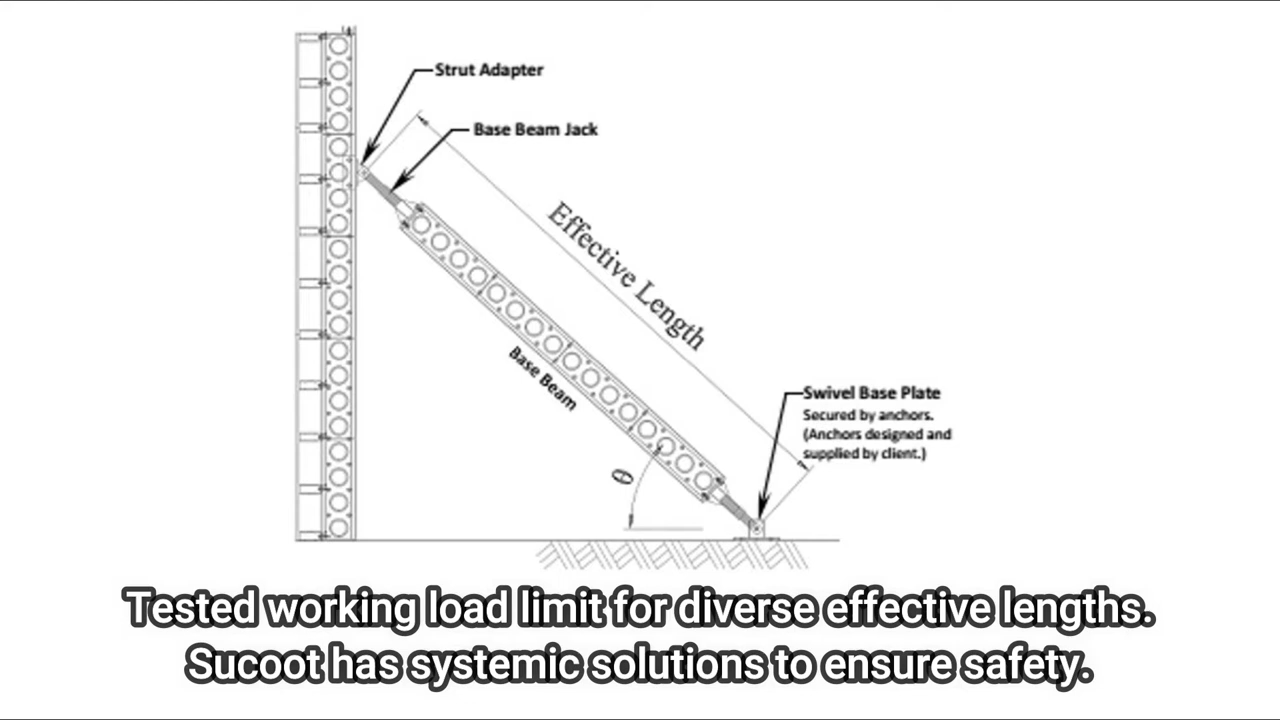 Strut Adapter
Base Beam Jack
Effective Length
Base Beam
Swivel Base Plate
Secured by anchors.
(Anchors designed and
supplied by client.)
θ
Tested working load limit for diverse effective lengths.
Sucoot has systemic solutions to ensure safety.